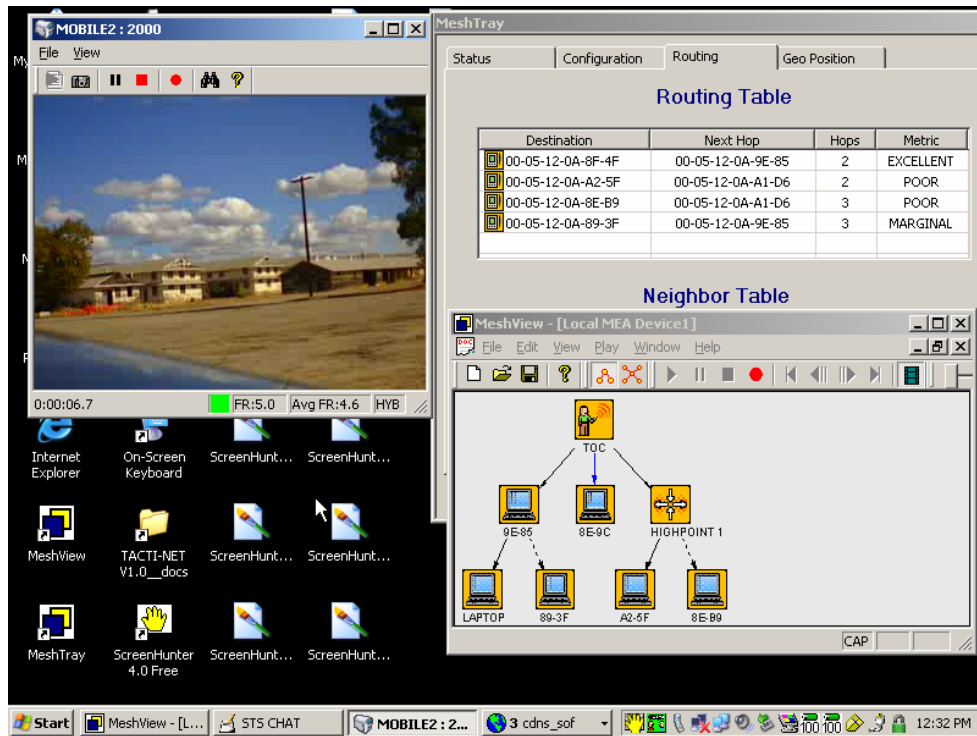 MOBILE2 : 2000
File View
0:00:06.7 FR:5.0 Avg FR:4.6 HYB
MeshTray
Status Configuration Routing Geo Position
Routing Table
Destination Next Hop Hops Metric
00-05-12-0A-8F-4F 00-05-12-0A-9E-85 2 EXCELLENT
00-05-12-0A-A2-5F 00-05-12-0A-A1-D6 2 POOR
00-05-12-0A-8E-B9 00-05-12-0A-A1-D6 3 POOR
00-05-12-0A-89-3F 00-05-12-0A-9E-85 3 MARGINAL
Neighbor Table
MeshView - [Local MEA Device1]
File Edit View Play Window Help
TOC
9E-85 8E-9C HIGHPOINT 1
LAPTOP 89-3F A2-5F 8E-B9
CAP
My
M
Internet Explorer
On-Screen Keyboard
ScreenHunt...
ScreenHunt...
MeshView
TACTI-NET V1.0__docs
ScreenHunt...
ScreenHunt...
MeshTray
ScreenHunter 4.0 Free
ScreenHunt...
ScreenHunt...
Start MeshView - [L... STS CHAT MOBILE2 : 2... 3 cdns_sof 100 100 12:32 PM